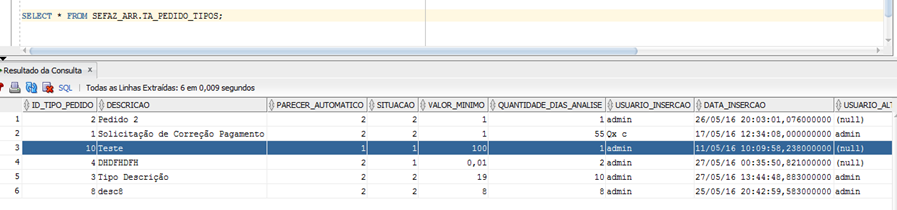 SELECT * FROM SEFAZ_ARR.TA_PEDIDO_TIPOS;
Resultado da Consulta x
SQL | Todas as Linhas Extraídas: 6 em 0,009 segundos
ID_TIPO_PEDIDO DESCRICAO PARECER_AUTOMATICO SITUACAO VALOR_MINIMO QUANTIDADE_DIAS_ANALISE USUARIO_INSERCAO DATA_INSERCAO USUARIO_ALT
1 2 Pedido 2 2 2 1 1 admin 26/05/16 20:03:01,076000000 (null)
2 1 Solicitação de Correção Pagamento 2 2 1 55 Qx c 17/05/16 12:34:08,000000000 admin
3 10 Teste 1 1 100 1 admin 11/05/16 10:09:58,238000000 (null)
4 4 DHDFHDFH 2 1 0,01 2 admin 27/05/16 00:35:50,821000000 (null)
5 3 Tipo Descrição 2 2 19 10 admin 27/05/16 13:44:48,883000000 admin
6 8 desc8 2 2 8 8 admin 25/05/16 20:42:59,583000000 admin